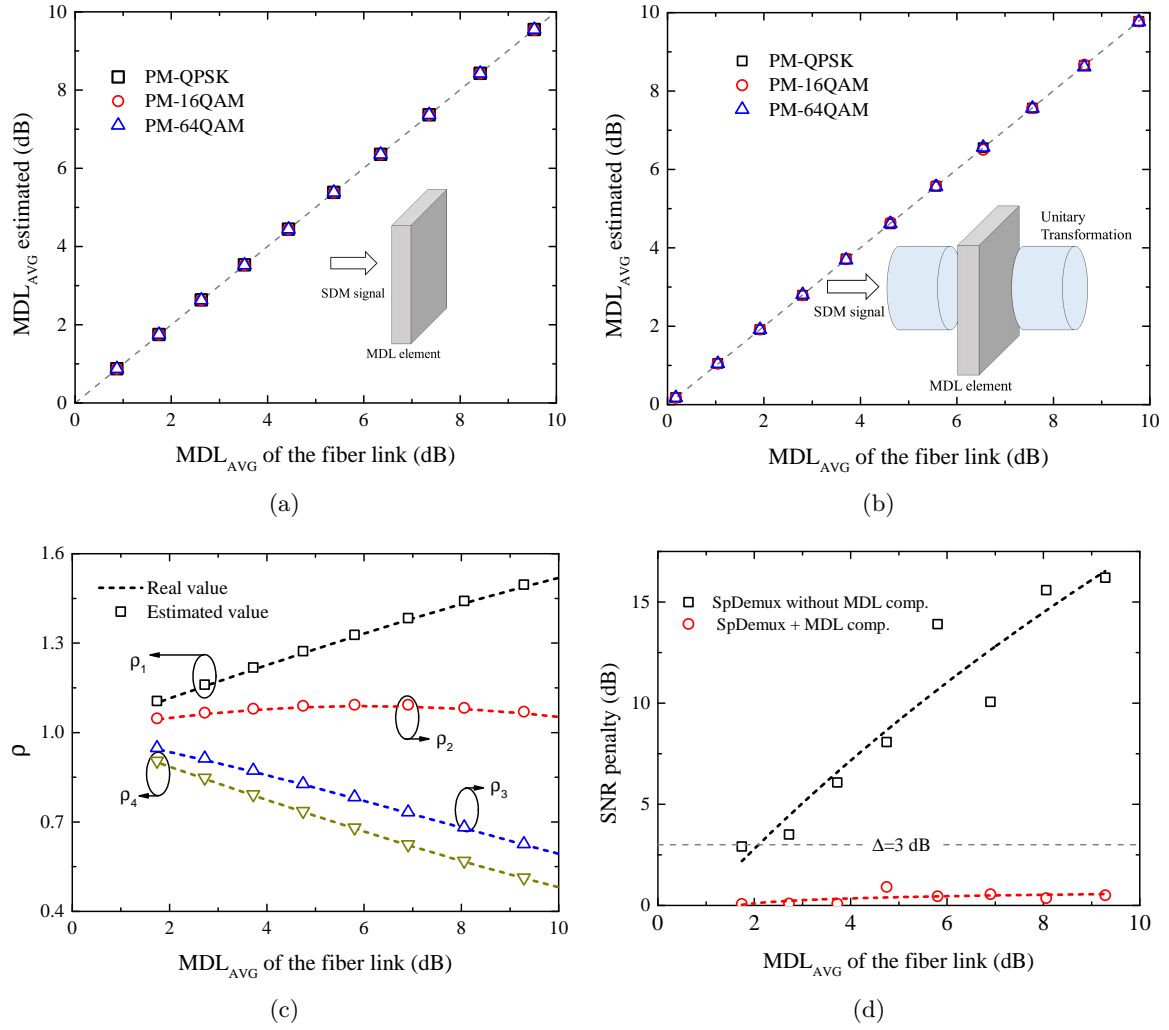 10
8
6
4
2
0
MDL_AVG estimated (dB)
PM-QPSK
PM-16QAM
PM-64QAM
SDM signal
MDL element
0 2 4 6 8 10
MDL_AVG of the fiber link (dB)
(a)
10
8
6
4
2
0
MDL_AVG estimated (dB)
PM-QPSK
PM-16QAM
PM-64QAM
Unitary
Transformation
SDM signal
MDL element
0 2 4 6 8 10
MDL_AVG of the fiber link (dB)
(b)
1.6
1.3
1.0
0.7
0.4
ρ
Real value
Estimated value
ρ1
ρ2
ρ3
ρ4
0 2 4 6 8 10
MDL_AVG of the fiber link (dB)
(c)
15
10
5
0
SNR penalty (dB)
SpDemux without MDL comp.
SpDemux + MDL comp.
Δ=3 dB
0 2 4 6 8 10
MDL_AVG of the fiber link (dB)
(d)